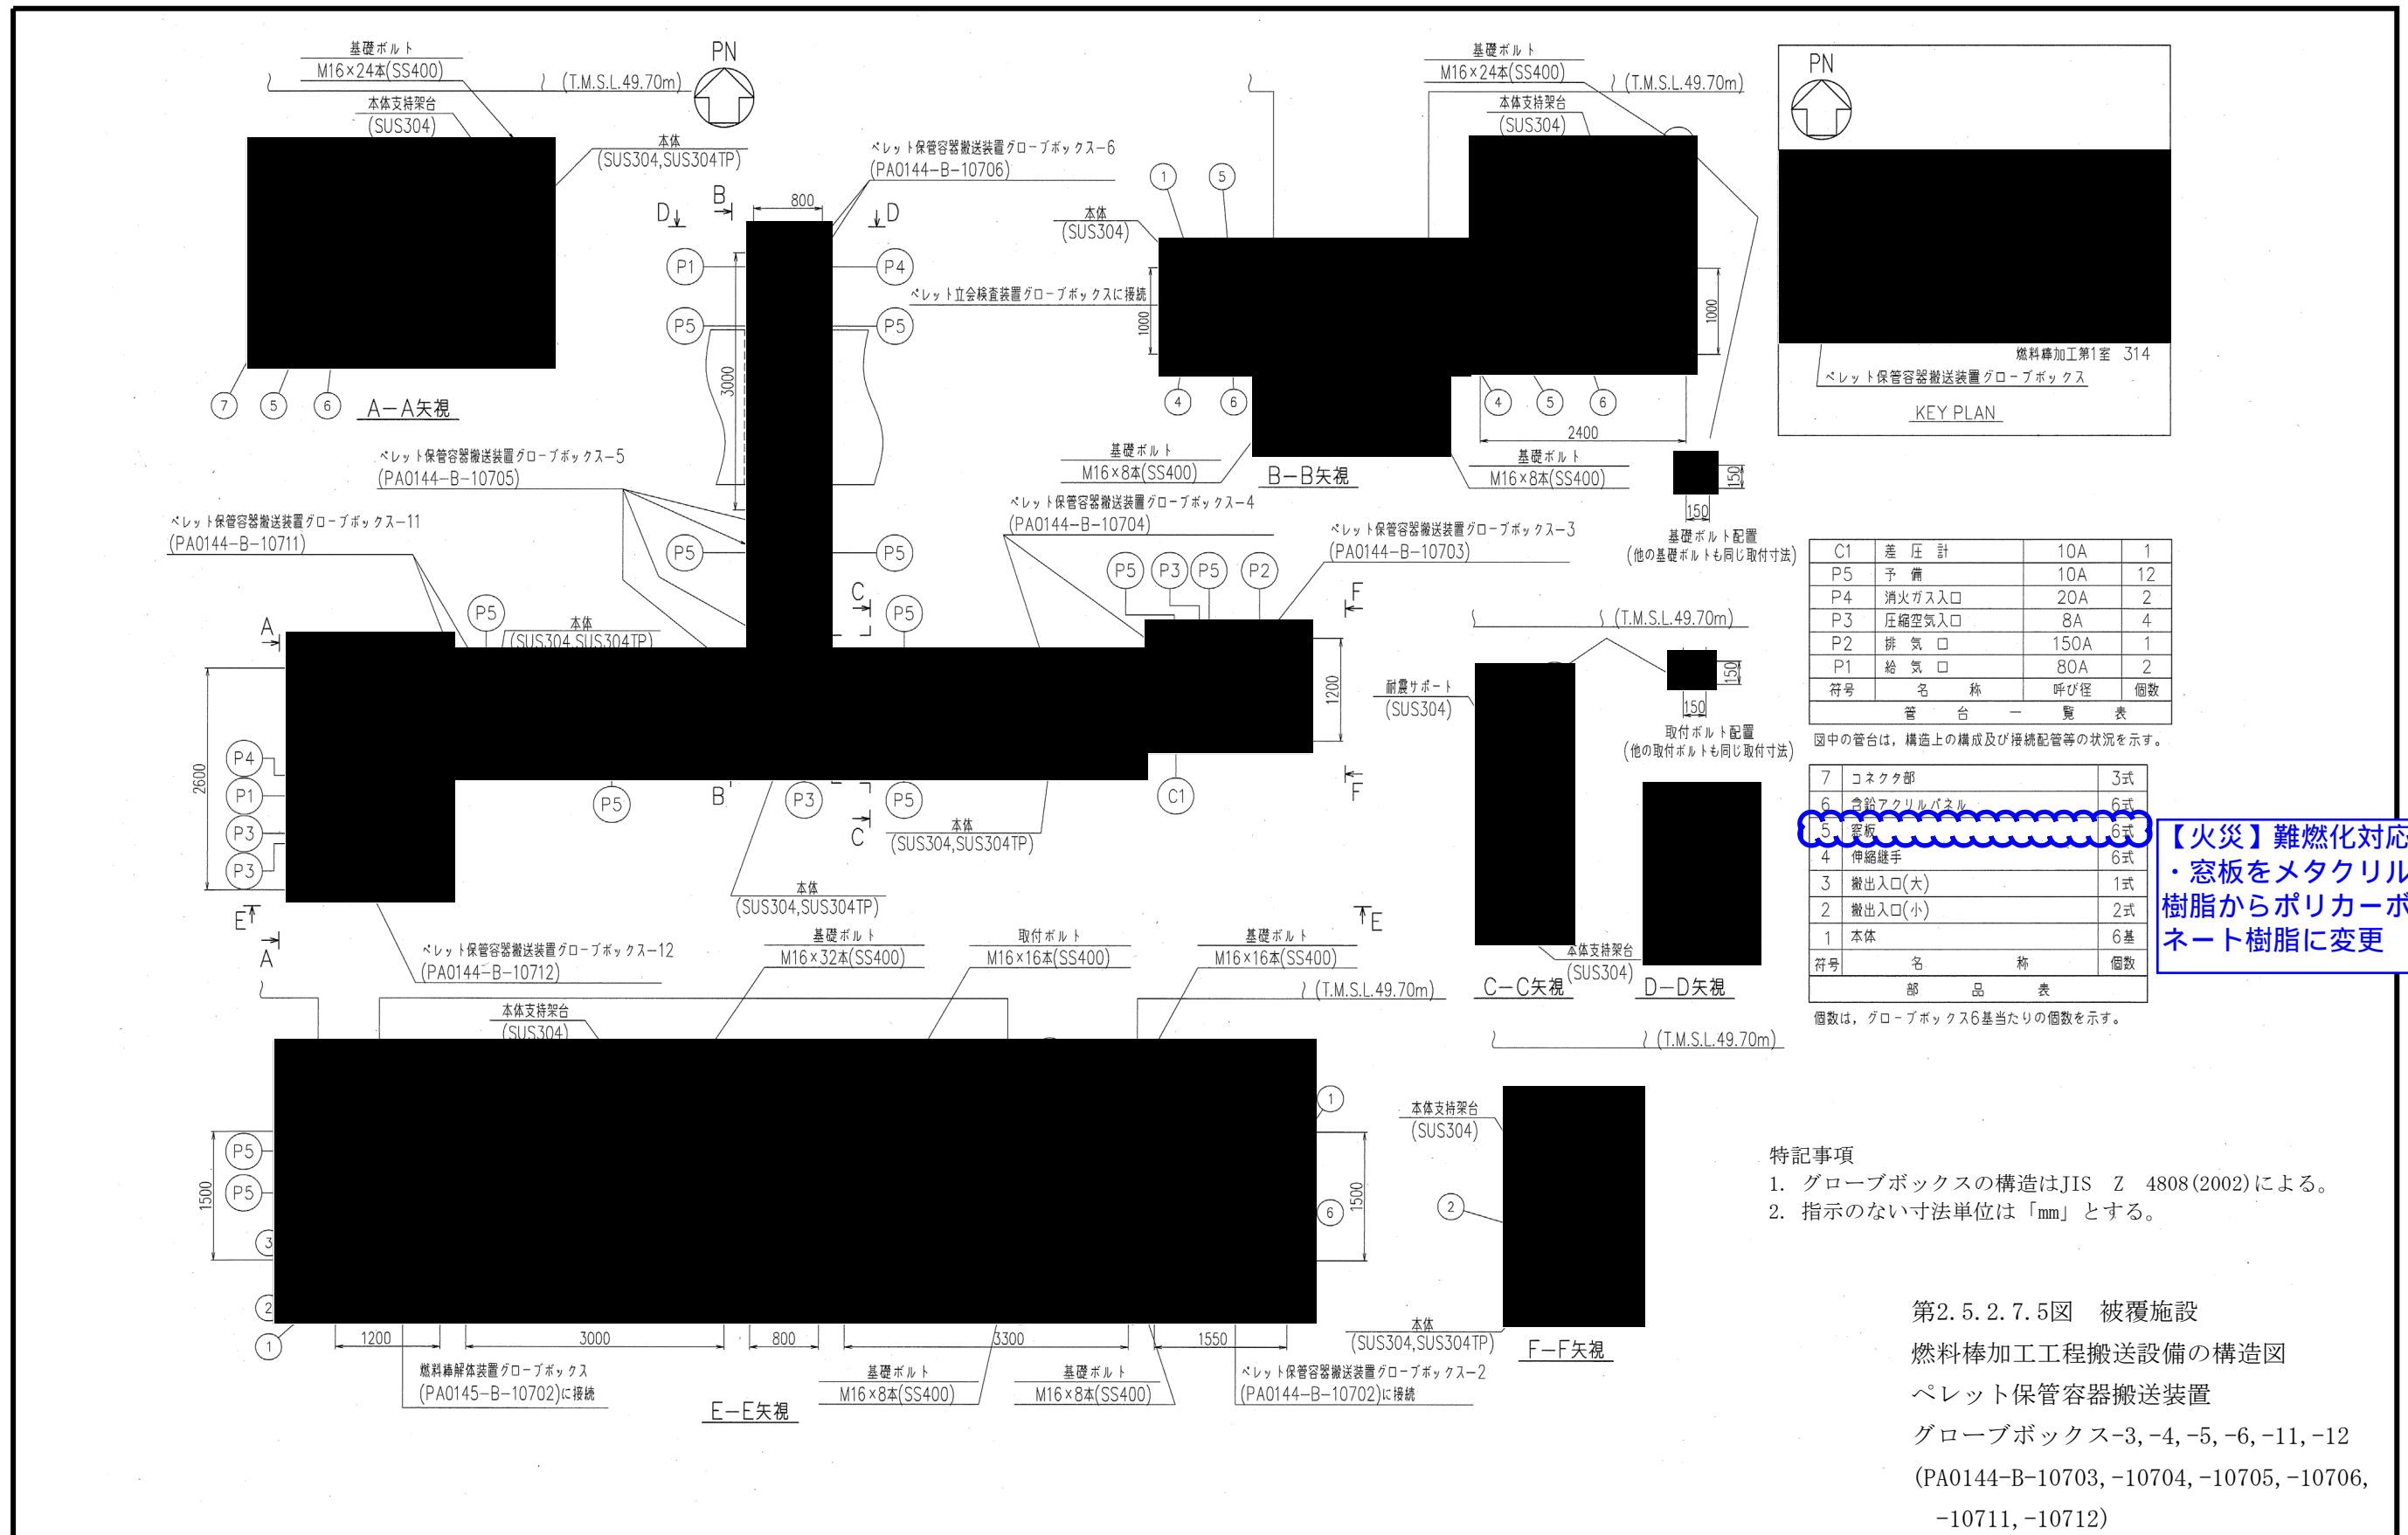 基礎ボルト
M16×24本(SS400)
(T.M.S.L.49.70m)
PN
本体支持架台
(SUS304)
本体
(SUS304,SUS304TP)
⑦
⑤
⑥
A－A矢視
ペレット保管容器搬送装置グローブボックス－6
(PA0144-B-10706)
B
D
800
D
P1
P4
P5
P5
3000
ペレット保管容器搬送装置グローブボックス－5
(PA0144-B-10705)
P5
P5
ペレット保管容器搬送装置グローブボックス－11
(PA0144-B-10711)
基礎ボルト
M16×24本(SS400)
(T.M.S.L.49.70m)
本体支持架台
(SUS304)
①
⑤
本体
(SUS304)
ペレット立会検査装置グローブボックスに接続
1000
1000
④
⑥
④
⑤
⑥
2400
基礎ボルト
M16×8本(SS400)
B－B矢視
基礎ボルト
M16×8本(SS400)
150
150
基礎ボルト配置
(他の基礎ボルトも同じ取付寸法)
PN
燃料棒加工第1室 314
ペレット保管容器搬送装置グローブボックス
KEY PLAN
ペレット保管容器搬送装置グローブボックス－4
(PA0144-B-10704)
ペレット保管容器搬送装置グローブボックス－3
(PA0144-B-10703)
P5
P3
P5
P2
A
P5
本体
(SUS304,SUS304TP)
C
P5
F
2600
1200
P4
P1
P3
P3
P5
B
P3
P5
C
C1
F
本体
(SUS304,SUS304TP)
本体
(SUS304,SUS304TP)
E
A
E
ペレット保管容器搬送装置グローブボックス－12
(PA0144-B-10712)
(T.M.S.L.49.70m)
耐震サポート
(SUS304)
150
150
取付ボルト配置
(他の取付ボルトも同じ取付寸法)
本体支持架台
(SUS304)
C－C矢視
D－D矢視
C1 差圧計 10A 1
P5 予備 10A 12
P4 消火ガス入口 20A 2
P3 圧縮空気入口 8A 4
P2 排気口 150A 1
P1 給気口 80A 2
符号 名称 呼び径 個数
管台一覧表
図中の管台は，構造上の構成及び接続配管等の状況を示す。
7 コネクタ部 3式
6 含鉛アクリルパネル 6式
5 窓板 6式
4 伸縮継手 6式
3 搬出入口(大) 1式
2 搬出入口(小) 2式
1 本体 6基
符号 名称 個数
部品表
個数は，グローブボックス6基当たりの個数を示す。
【火災】難燃化対応
・窓板をメタクリル
樹脂からポリカーボ
ネート樹脂に変更
基礎ボルト
M16×32本(SS400)
取付ボルト
M16×16本(SS400)
基礎ボルト
M16×16本(SS400)
(T.M.S.L.49.70m)
本体支持架台
(SUS304)
P5
P5
1500
③
②
①
①
⑥
1500
1200
3000
800
3300
1550
燃料棒解体装置グローブボックス
(PA0145-B-10702)に接続
基礎ボルト
M16×8本(SS400)
基礎ボルト
M16×8本(SS400)
ペレット保管容器搬送装置グローブボックス－2
(PA0144-B-10702)に接続
E－E矢視
(T.M.S.L.49.70m)
本体支持架台
(SUS304)
②
本体
(SUS304,SUS304TP)
F－F矢視
特記事項
1. グローブボックスの構造はJIS Z 4808(2002)による。
2. 指示のない寸法単位は「mm」とする。
第2.5.2.7.5図 被覆施設
燃料棒加工工程搬送設備の構造図
ペレット保管容器搬送装置
グローブボックス-3,-4,-5,-6,-11,-12
(PA0144-B-10703,-10704,-10705,-10706,
-10711,-10712)